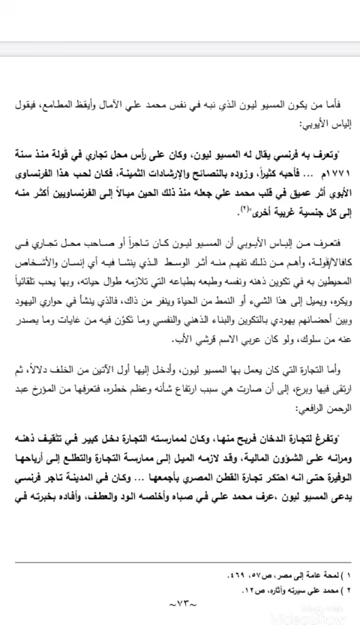 فأما من يكون المسيو ليون الذي نبه في نفس محمد علي الآمال وأيقظ المطامع، فيقول
إلياس الأيوبي:
وتعرف به فرنسي يقال له المسيو ليون، وكان على رأس محل تجاري في قولة منذ سنة
١٧٧١م ... فأحبه كثيراً، وزوده بالنصائح والإرشادات الثمينة، فكان لحب هذا الفرنساوي
الأبوي أثر عميق في قلب محمد علي جعله منذ ذلك الحين ميالاً إلى الفرنساويين أكثر منه
إلى كل جنسية غربية أخرى"(٢).
فتعرف من إلياس الأيوبي أن المسيو ليون كان تاجراً أو صاحب محل تجاري في
كافالا/قولة، وأهم من ذلك تفهم منه أثر الوسط الذي ينشأ فيه أي إنسان والأشخاص
المحيطين به في تكوين ذهنه ونفسه وطبعه بطباعه التي تلازمه طوال حياته، وبها يحب تلقائياً
ويكره، ويميل إلى هذا الشيء أو النمط من الحياة وينفر من ذاك، فالذي ينشأ في حواري اليهود
وبين أحضانهم يهودي بالتكوين والبناء الذهني والنفسي وما تكوّن فيه من غايات وما يصدر
عنه من سلوك، ولو كان عربي الاسم قرشي الأب.
وأما التجارة التي كان يعمل بها المسيو ليون، وأدخل إليها أول الآتين من الخلف دلالاً، ثم
ارتقى فيها وبرع، إلى أن صارت هي سبب ارتفاع شأنه وعظم خطره، فتعرفها من المؤرخ عبد
الرحمن الرافعي:
"وتفرغ لتجارة الدخان فربح منها، وكان لممارسته التجارة دخل كبير في تثقيف ذهنه
ومرانه على الشؤون المالية، وقد لازمه الميل إلى ممارسة التجارة والتطلع إلى أرباحها
الوفيرة حتى انه احتكر تجارة القطن المصري بأجمعها ... وكان في المدينة تاجر فرنسي
يدعى المسيو ليون ،عرف محمد علي في صباه وأخلصه الود والعطف، وأفاده بخبرته في
١ ) لمحة عامة إلى مصر، ص٥٧، ٤٦٩.
٢ ) محمد علي سيرته وآثاره، ص١٢.
~٧٣~